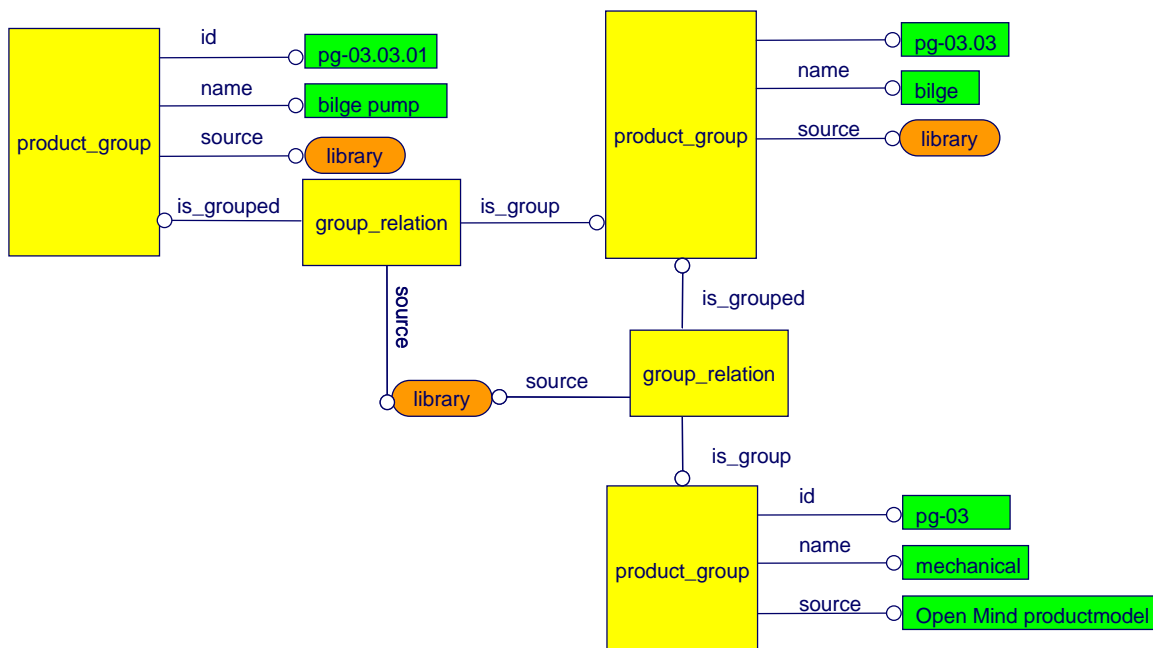 id
pg-03.03.01
name
bilge pump
product_group
source
library
is_grouped
group_relation
is_group
source
pg-03.03
name
bilge
product_group
source
library
is_grouped
group_relation
source
library
is_group
id
pg-03
name
mechanical
product_group
source
Open Mind productmodel